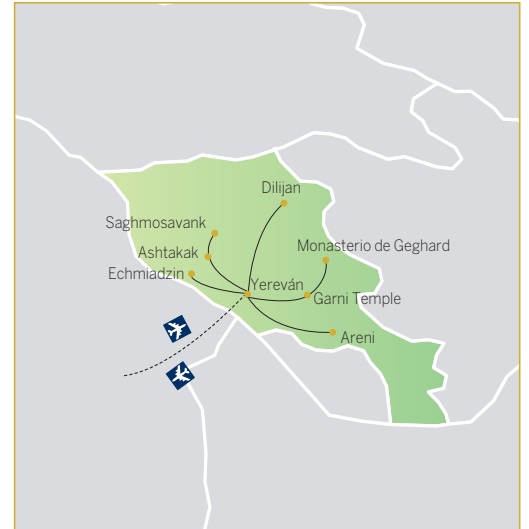 Dilijan
Saghmosavank
Monasterio de Geghard
Ashtakak
Echmiadzin
Yereván
Garni Temple
Areni